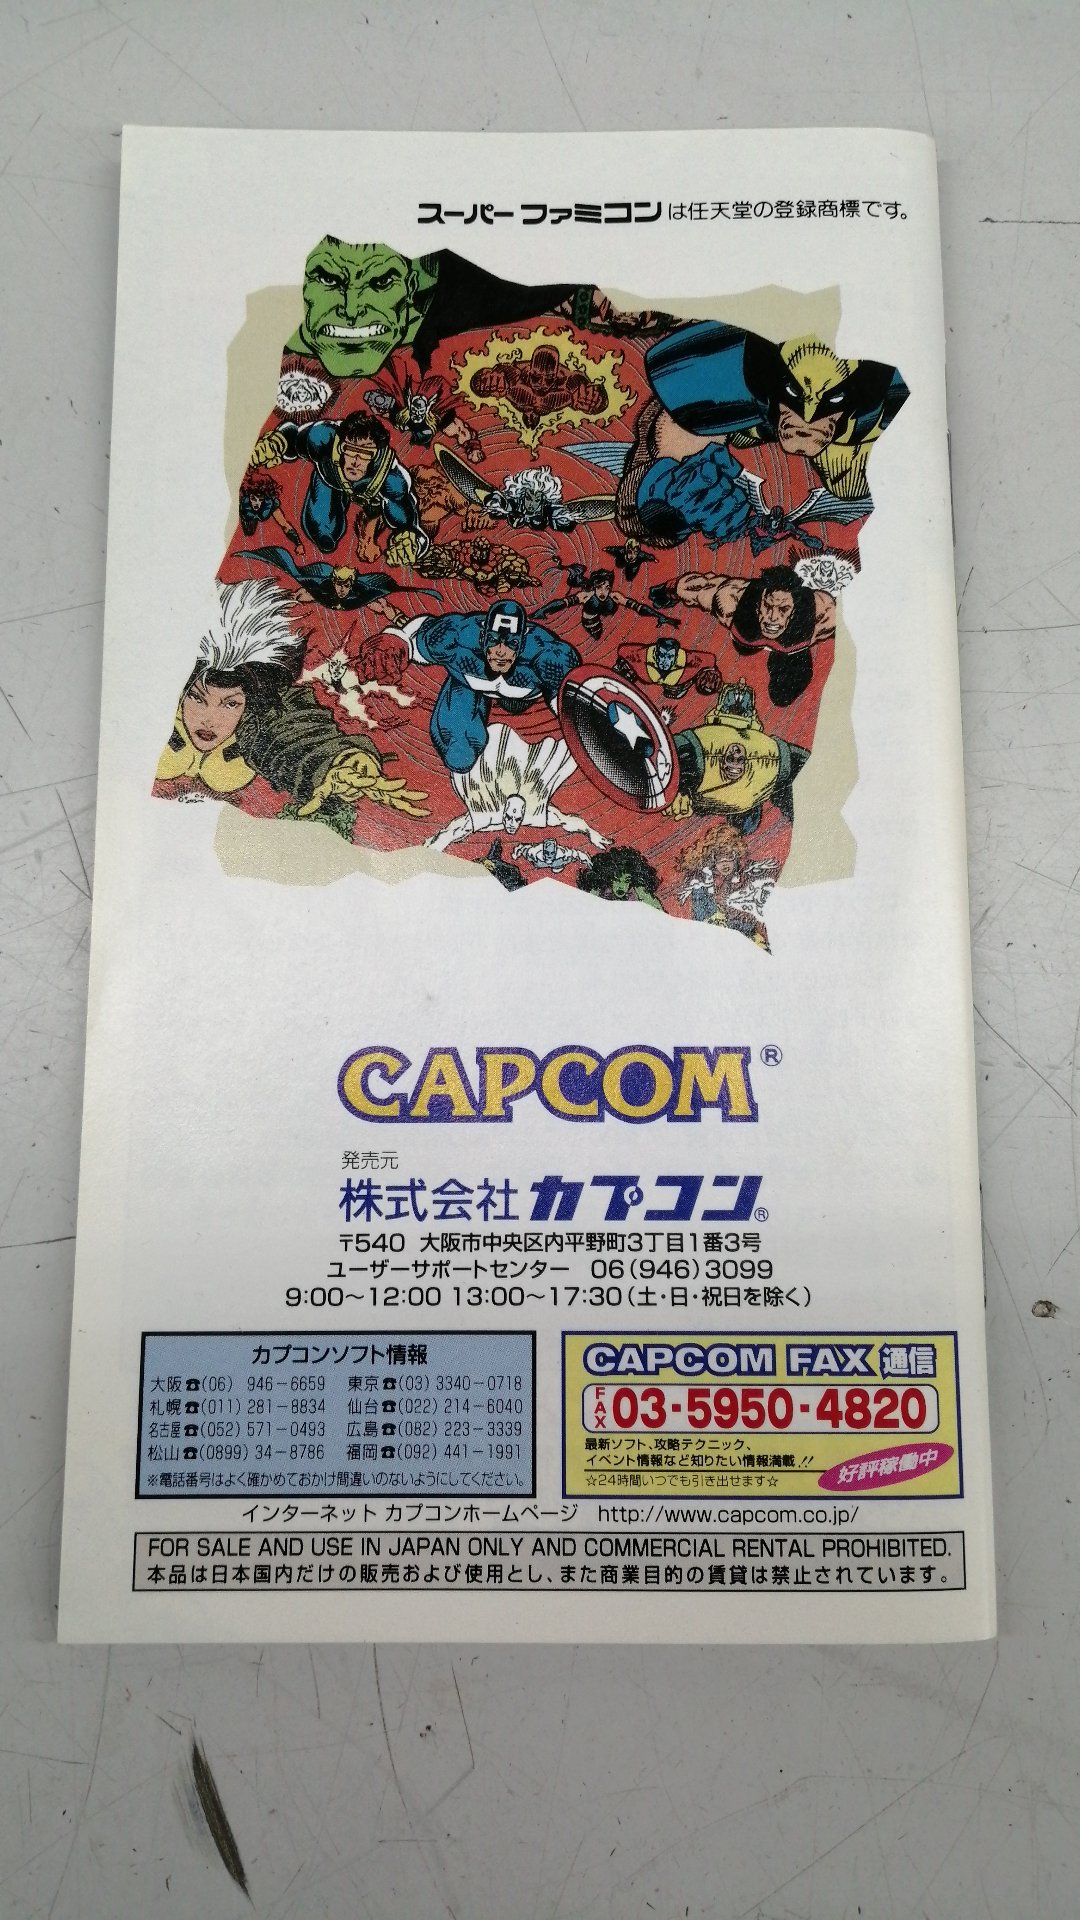 スーパーファミコンは任天堂の登録商標です。
CAPCOM®
発売元
株式会社カプコン®
〒540 大阪市中央区内平野町3丁目1番3号
ユーザーサポートセンター 06(946)3099
9:00～12:00 13:00～17:30(土・日・祝日を除く)
カプコンソフト情報
大阪☎(06) 946－6659 東京☎(03) 3340－0718
札幌☎(011) 281－8834 仙台☎(022) 214－6040
名古屋☎(052) 571－0493 広島☎(082) 223－3339
松山☎(0899) 34－8786 福岡☎(092) 441－1991
※電話番号はよく確かめておかけ間違いのないようにしてください。
CAPCOM FAX 通信
FAX 03-5950-4820
最新ソフト、攻略テクニック、
イベント情報など知りたい情報満載!!
☆24時間いつでも引き出せます☆
好評稼働中
インターネット カプコンホームページ http://www.capcom.co.jp/
FOR SALE AND USE IN JAPAN ONLY AND COMMERCIAL RENTAL PROHIBITED.
本品は日本国内だけの販売および使用とし、また商業目的の賃貸は禁止されています。